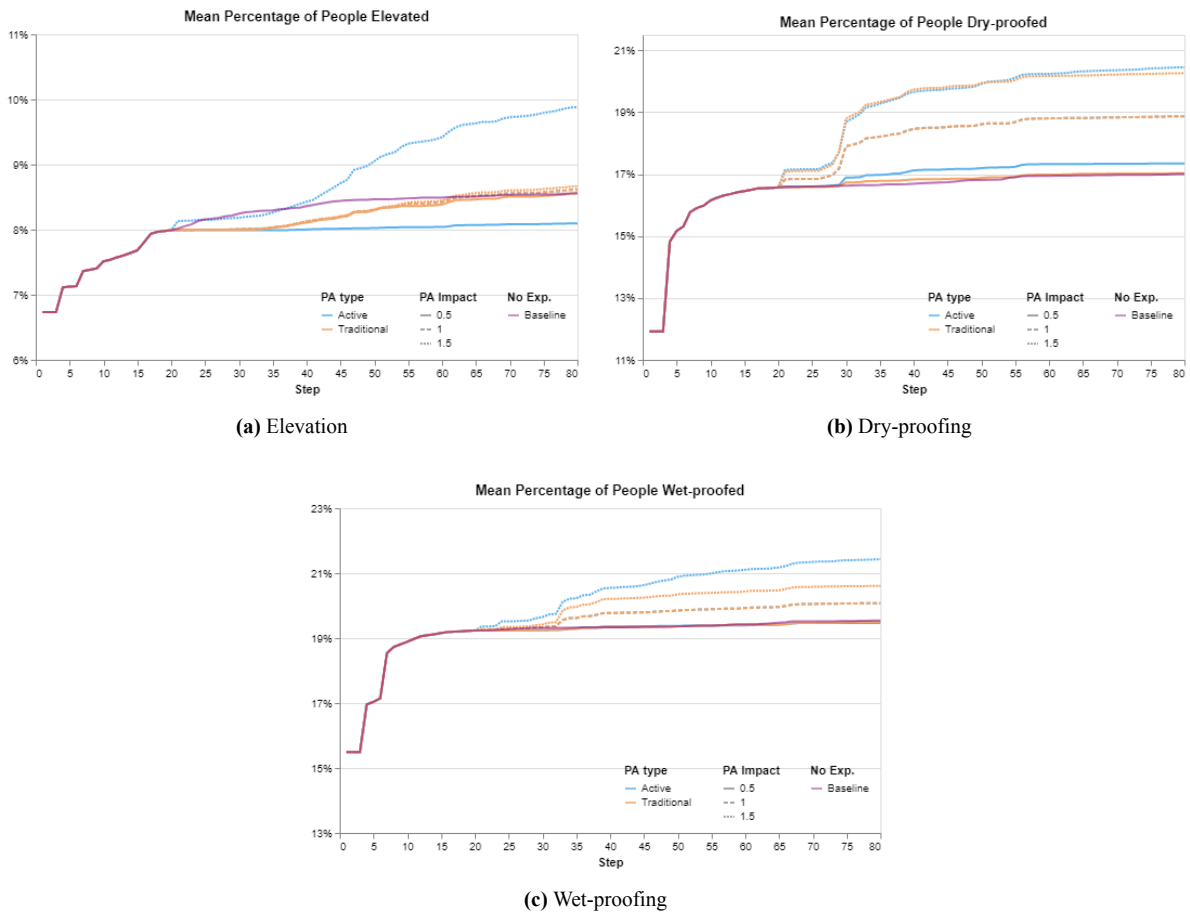 Mean Percentage of People Elevated
11%
10%
9%
8%
7%
6%
PA type PA Impact No Exp.
Active 0.5 Baseline
Traditional 1
1.5
0 5 10 15 20 25 30 35 40 45 50 55 60 65 70 75 80
Step
(a) Elevation
Mean Percentage of People Dry-proofed
21%
19%
17%
15%
13%
11%
PA type PA Impact No Exp.
Active 0.5 Baseline
Traditional 1
1.5
0 5 10 15 20 25 30 35 40 45 50 55 60 65 70 75 80
Step
(b) Dry-proofing
Mean Percentage of People Wet-proofed
23%
21%
19%
17%
15%
13%
PA type PA Impact No Exp.
Active 0.5 Baseline
Traditional 1
1.5
0 5 10 15 20 25 30 35 40 45 50 55 60 65 70 75 80
Step
(c) Wet-proofing